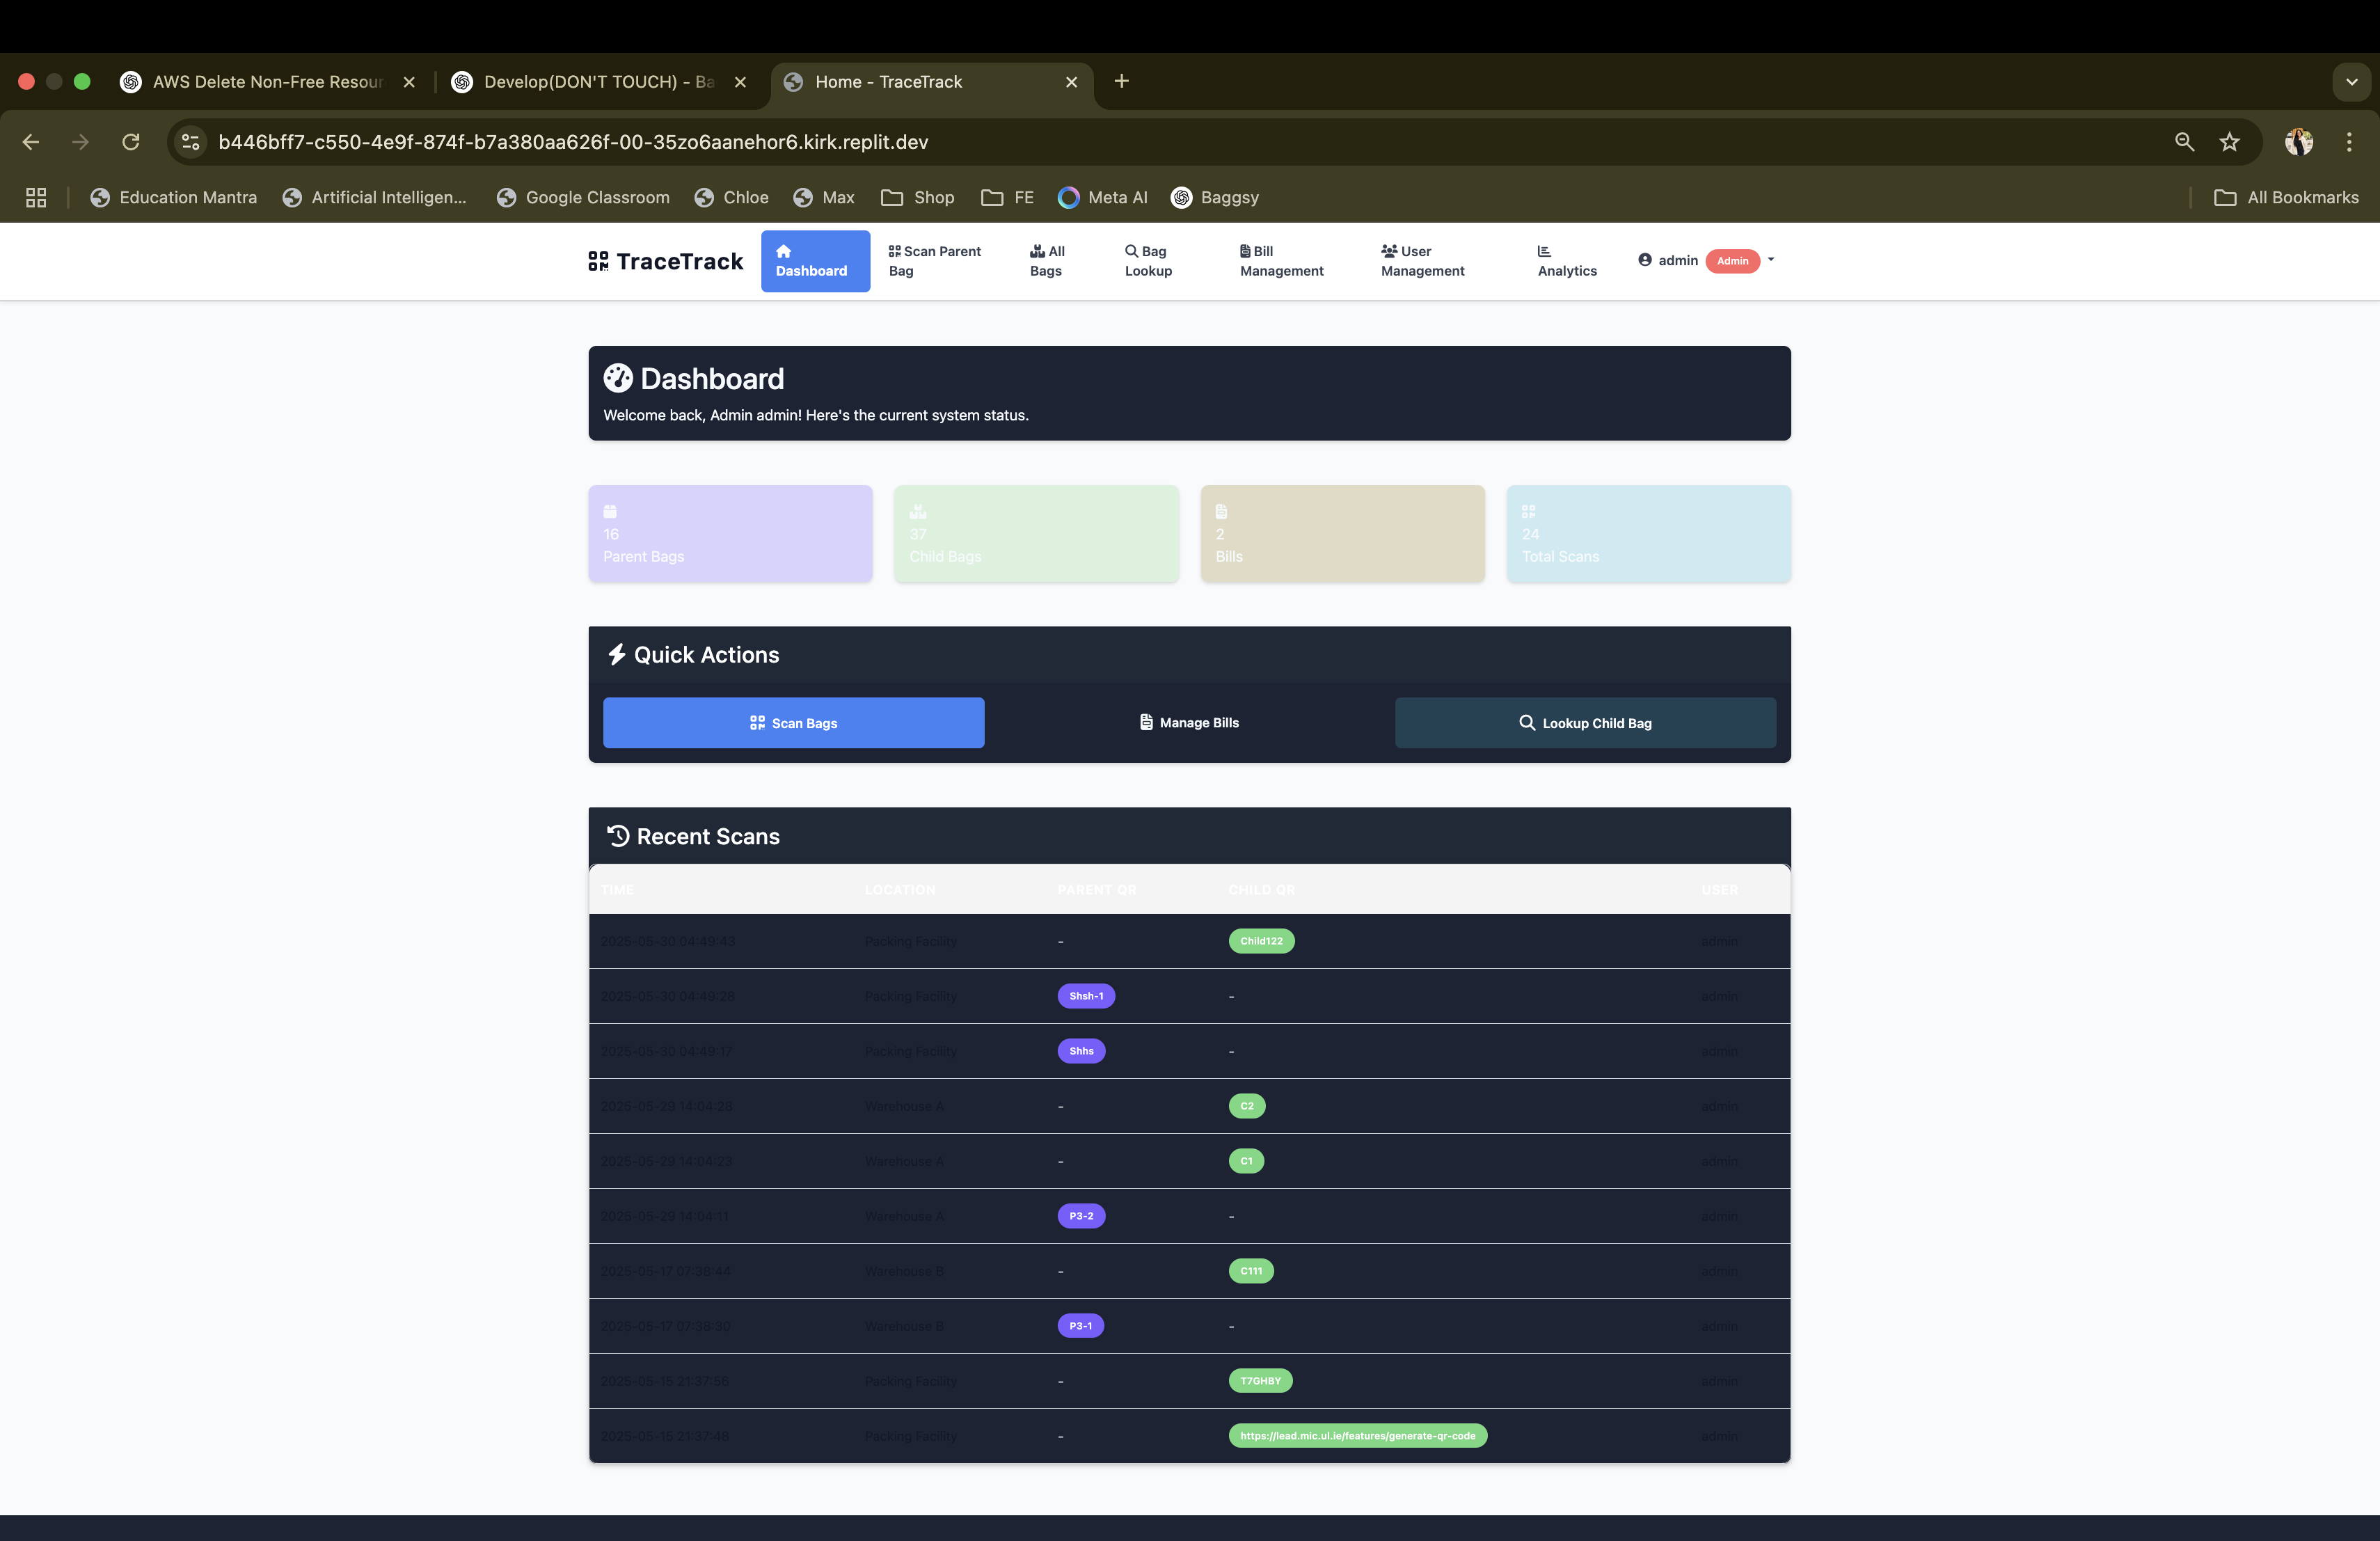 AWS Delete Non-Free Resour
Develop(DON'T TOUCH) - Ba
Home - TraceTrack
b446bff7-c550-4e9f-874f-b7a380aa626f-00-35zo6aanehor6.kirk.replit.dev
Education Mantra
Artificial Intelligen...
Google Classroom
Chloe
Max
Shop
FE
Meta AI
Baggsy
All Bookmarks
TraceTrack
Dashboard
Scan Parent
Bag
All
Bags
Bag
Lookup
Bill
Management
User
Management
Analytics
admin
Admin
Dashboard
Welcome back, Admin admin! Here's the current system status.
16
Parent Bags
37
Child Bags
2
Bills
24
Total Scans
Quick Actions
Scan Bags
Manage Bills
Lookup Child Bag
Recent Scans
TIME LOCATION PARENT QR CHILD QR USER
2025-05-30 04:49:43 Packing Facility - Child122 admin
2025-05-30 04:49:28 Packing Facility Shsh-1 - admin
2025-05-30 04:49:17 Packing Facility Shhs - admin
2025-05-29 14:04:28 Warehouse A - C2 admin
2025-05-29 14:04:23 Warehouse A - C1 admin
2025-05-29 14:04:11 Warehouse A P3-2 - admin
2025-05-17 07:38:44 Warehouse B - C111 admin
2025-05-17 07:38:30 Warehouse B P3-1 - admin
2025-05-15 21:37:56 Packing Facility - T7GHBY admin
2025-05-15 21:37:48 Packing Facility - https://lead.mic.ul.ie/features/generate-qr-code admin